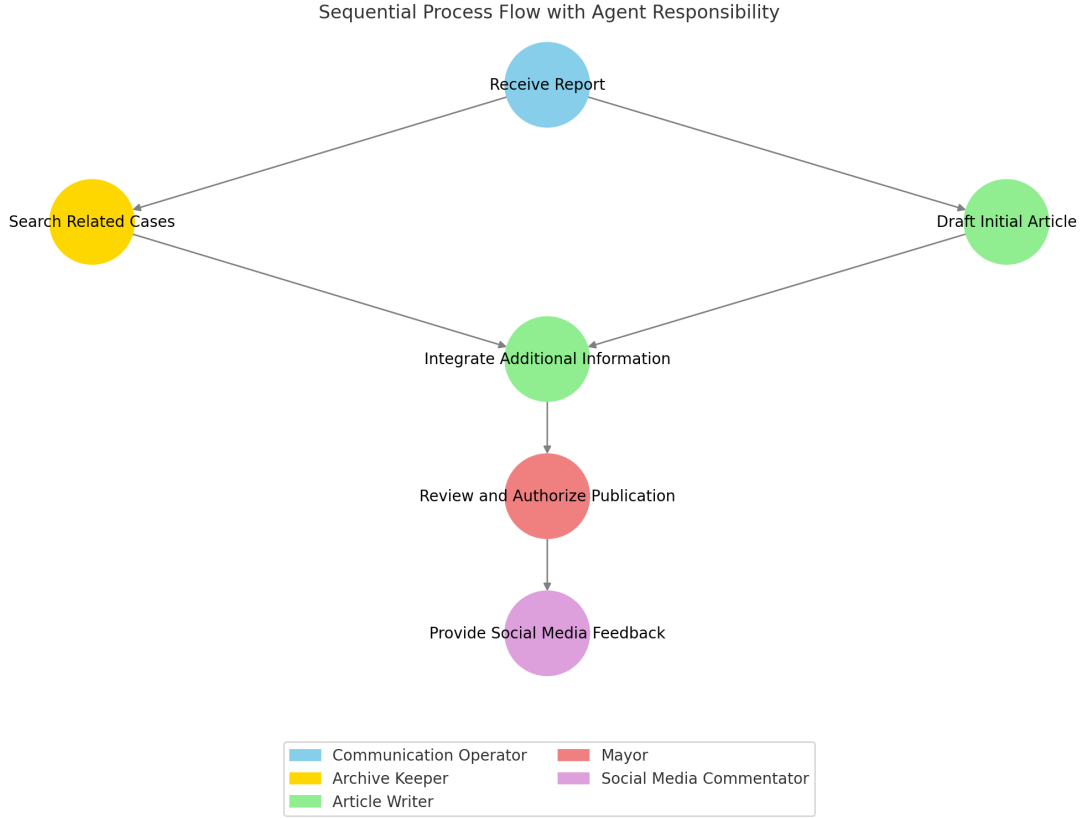 Sequential Process Flow with Agent Responsibility
Receive Report
Search Related Cases
Draft Initial Article
Integrate Additional Information
Review and Authorize Publication
Provide Social Media Feedback
Communication Operator
Archive Keeper
Article Writer
Mayor
Social Media Commentator